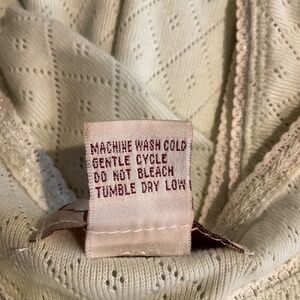 MACHINE WASH COLD
GENTLE CYCLE
DO NOT BLEACH
TUMBLE DRY LOW